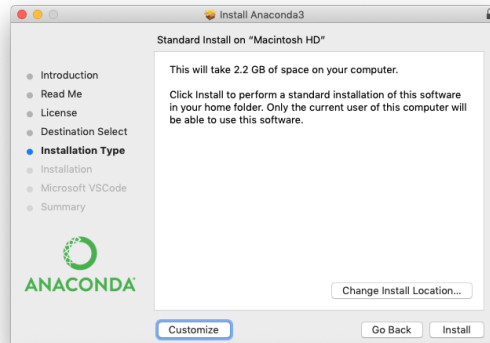 Install Anaconda3
Standard Install on "Macintosh HD"
Introduction
Read Me
License
Destination Select
Installation Type
Installation
Microsoft VSCode
Summary
ANACONDA
This will take 2.2 GB of space on your computer.
Click Install to perform a standard installation of this software
in your home folder. Only the current user of this computer will
be able to use this software.
Change Install Location...
Customize
Go Back
Install